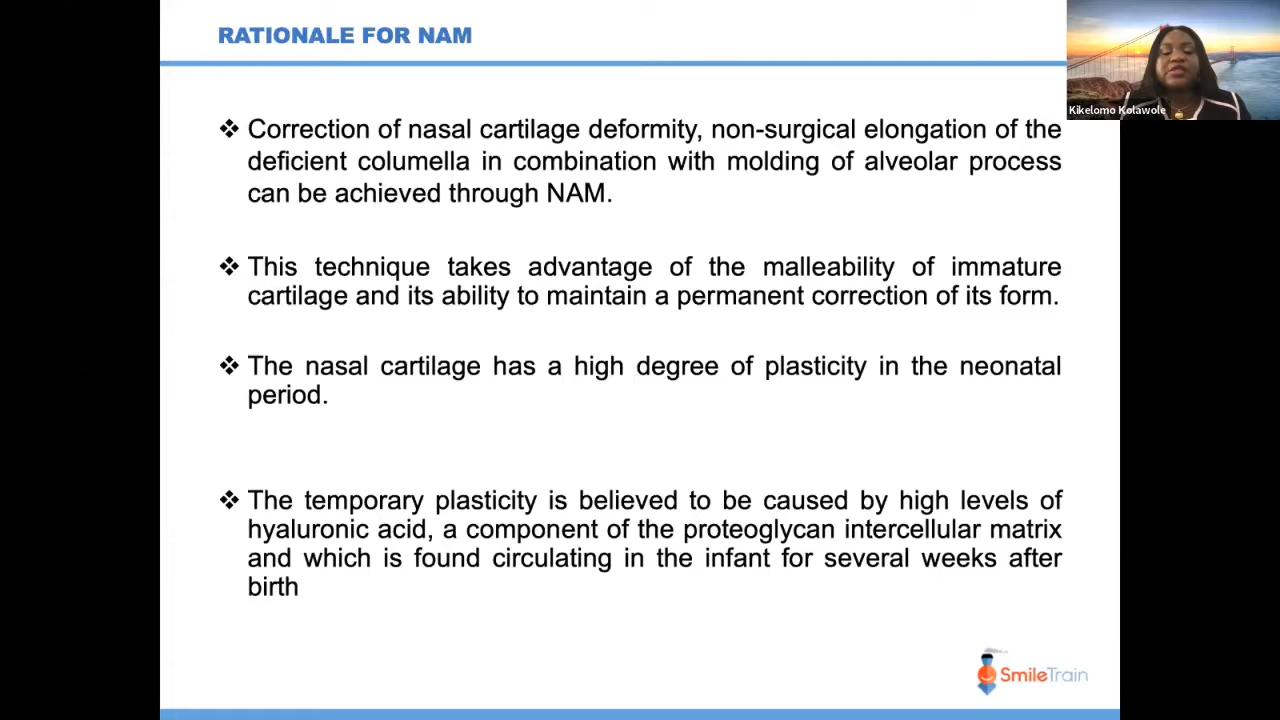 RATIONALE FOR NAM
Kikelomo Kolawole
❖ Correction of nasal cartilage deformity, non-surgical elongation of the
deficient columella in combination with molding of alveolar process
can be achieved through NAM.
❖ This technique takes advantage of the malleability of immature
cartilage and its ability to maintain a permanent correction of its form.
❖ The nasal cartilage has a high degree of plasticity in the neonatal
period.
❖ The temporary plasticity is believed to be caused by high levels of
hyaluronic acid, a component of the proteoglycan intercellular matrix
and which is found circulating in the infant for several weeks after
birth
SmileTrain